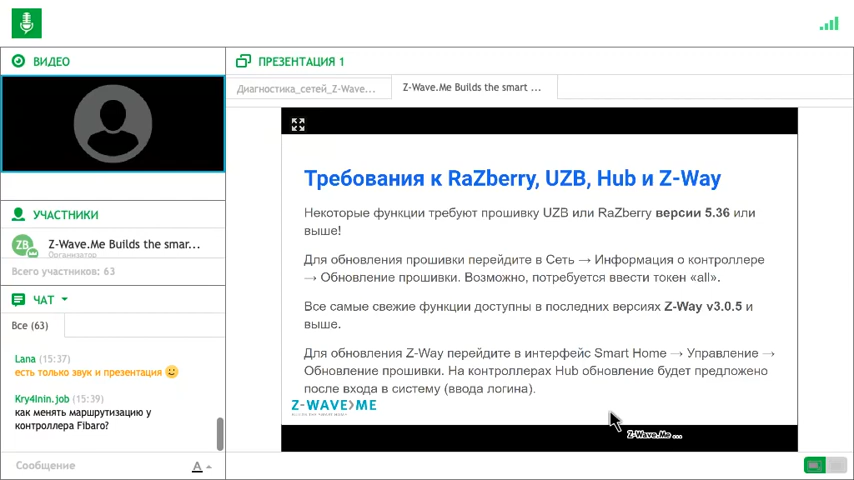 ВИДЕО
ПРЕЗЕНТАЦИЯ 1
Диагностика_сетей_Z-Wave...
Z-Wave.Me Builds the smart ...
Требования к RaZberry, UZB, Hub и Z-Way
Некоторые функции требуют прошивку UZB или RaZberry версии 5.36 или
выше!
Для обновления прошивки перейдите в Сеть → Информация о контроллере
→ Обновление прошивки. Возможно, потребуется ввести токен «all».
Все самые свежие функции доступны в последних версиях Z-Way v3.0.5 и
выше.
Для обновления Z-Way перейдите в интерфейс Smart Home → Управление →
Обновление прошивки. На контроллерах Hub обновление будет предложено
после входа в систему (ввода логина).
Z-WAVE>ME
Z-Wave.Me ...
УЧАСТНИКИ
ZB
Z-Wave.Me Builds the smar...
Организатор
Всего участников: 63
ЧАТ
Все (63)
Lana (15:37)
есть только звук и презентация
Kry4Inin.job (15:39)
как менять маршрутизацию у
контроллера Fibaro?
Сообщение
A